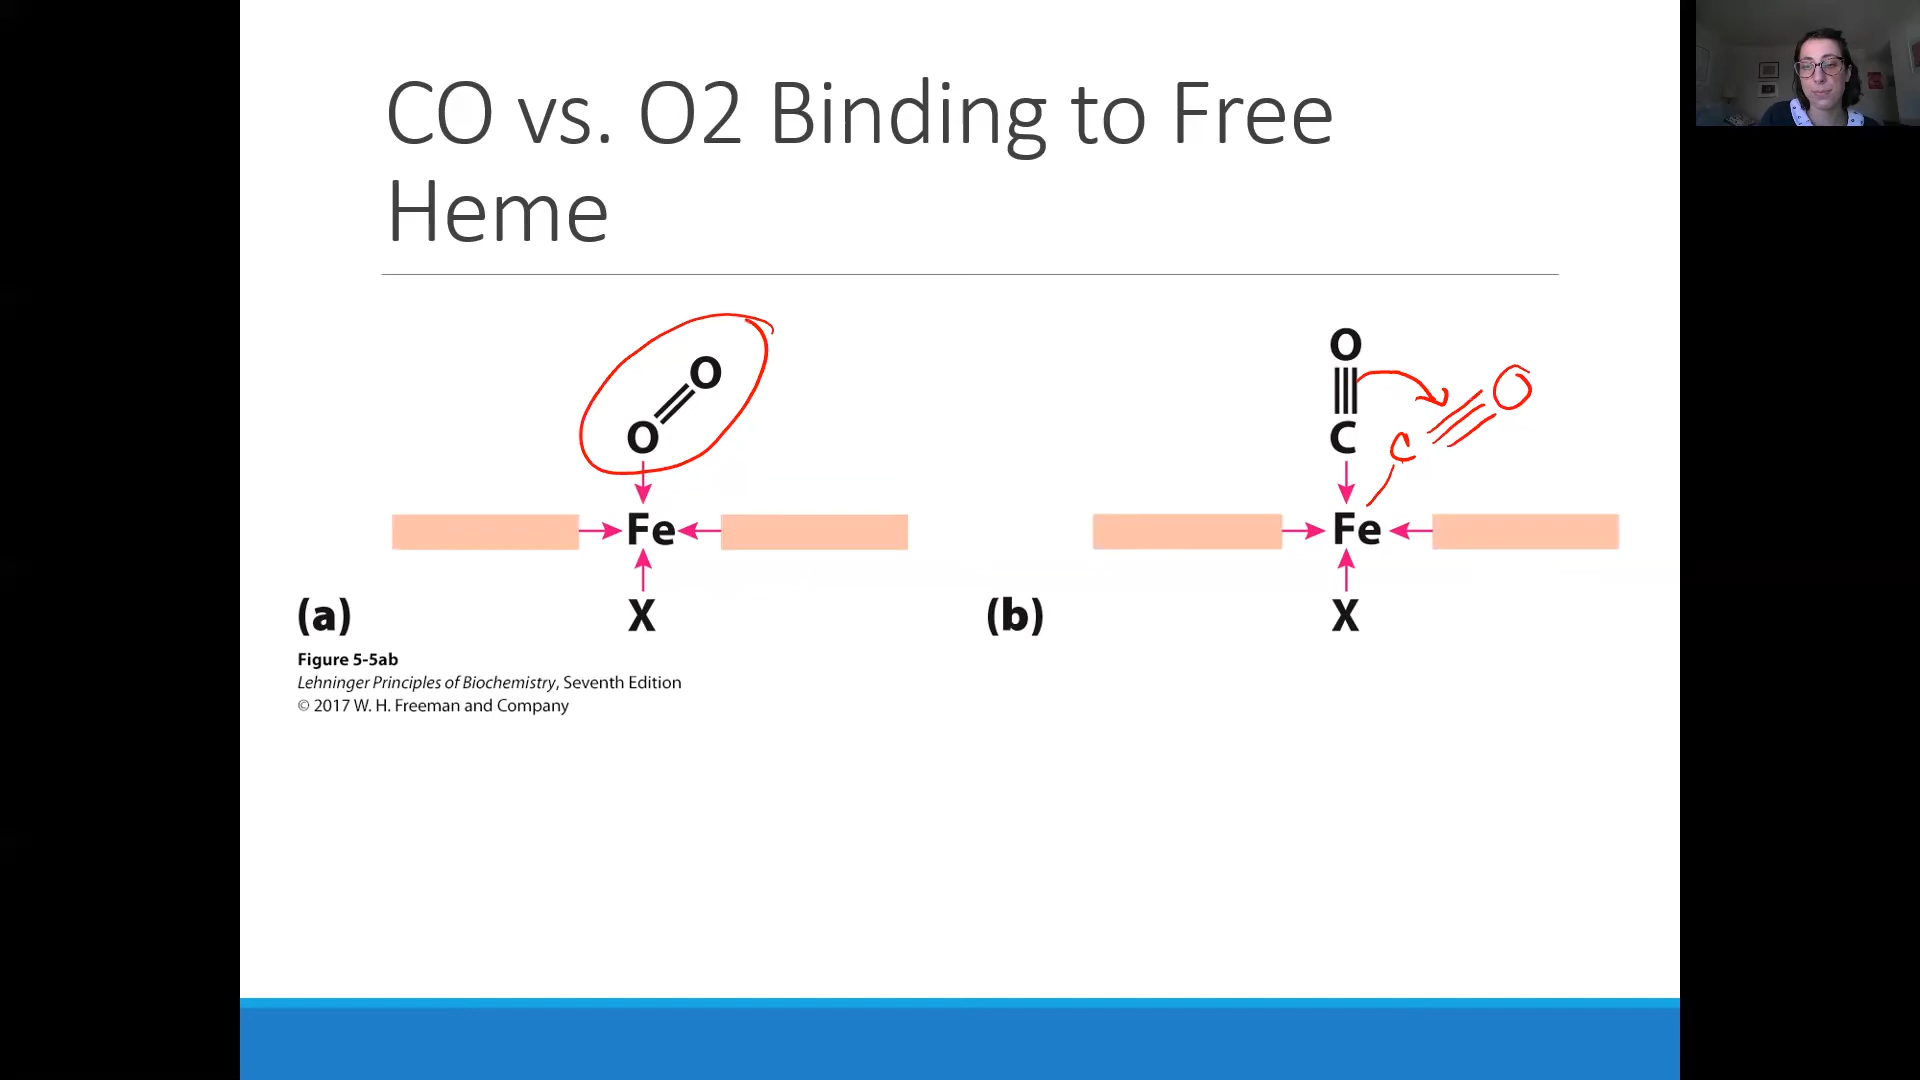 CO vs. O2 Binding to Free
Heme
O
O
Fe
X
(a)
O
C
Fe
X
(b)
C
O
Figure 5-5ab
Lehninger Principles of Biochemistry, Seventh Edition
© 2017 W. H. Freeman and Company